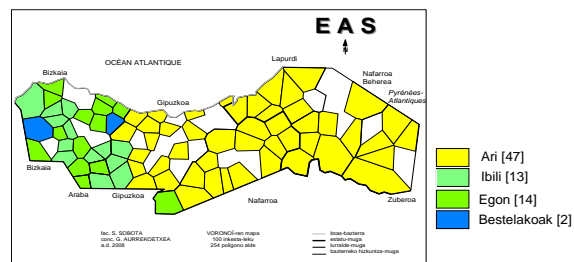 E A S
N
OCÈAN ATLANTIQUE
Lapurdi
Bizkaia
Gipuzkoa
Nafarroa
Beherea
Pyrénées-
Atlantiques
Bizkaia
Araba
Gipuzkoa
Nafarroa
Zuberoa
Ari [47]
Ibili [13]
Egon [14]
Bestelakoak [2]
fec. S. SOBOTA
conc. G. AURREKOETXEA
a.d. 2008
VORONOÏ-ren mapa
100 inkesta-leku
254 poligono alde
itsas-bazterra
estatu-muga
lurralde-muga
bazterreko hizkuntza-muga